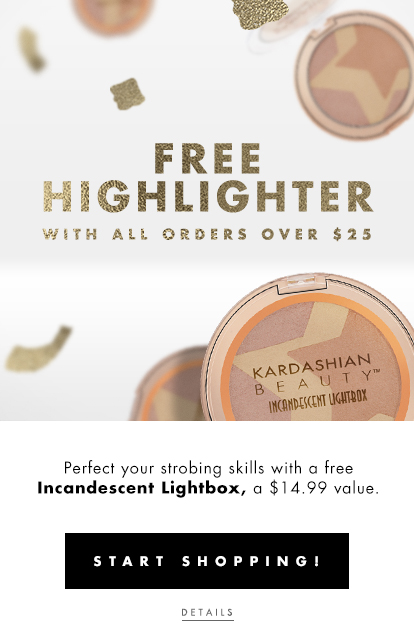 FREE
HIGHLIGHTER
WITH ALL ORDERS OVER $25
KARDASHIAN
BEAUTY™
INCANDESCENT LIGHTBOX
Perfect your strobing skills with a free
Incandescent Lightbox, a $14.99 value.
START SHOPPING!
DETAILS